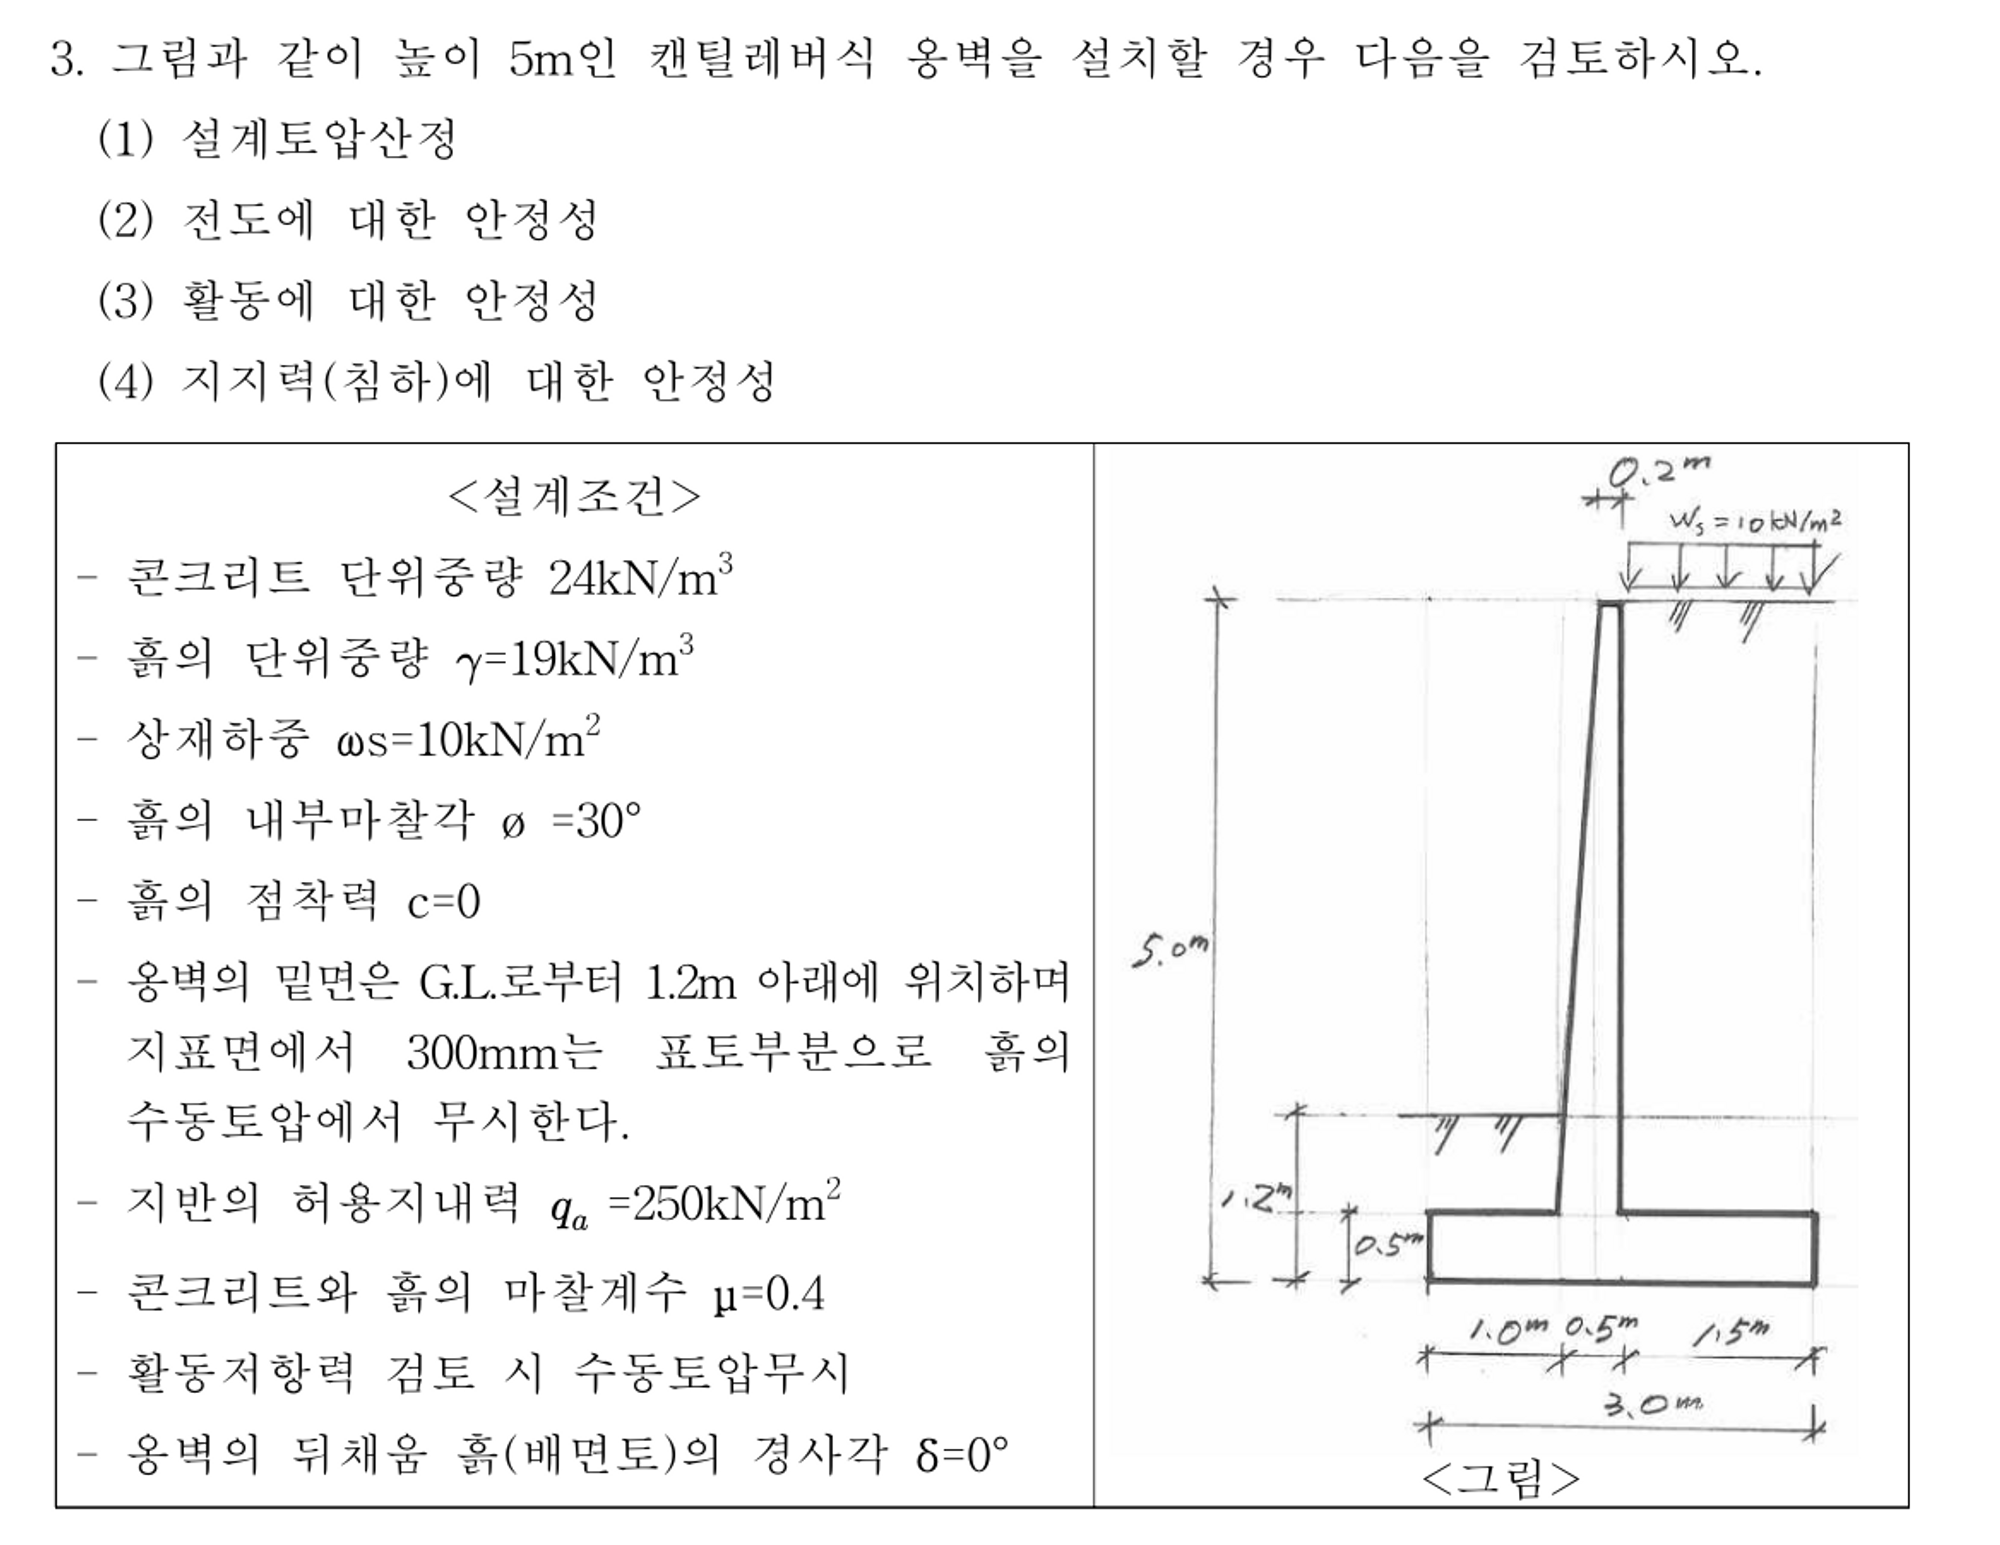 3. 그림과 같이 높이 5m인 캔틸레버식 옹벽을 설치할 경우 다음을 검토하시오.
(1) 설계토압산정
(2) 전도에 대한 안정성
(3) 활동에 대한 안정성
(4) 지지력(침하)에 대한 안정성
<설계조건>
- 콘크리트 단위중량 24kN/m³
- 흙의 단위중량 γ=19kN/m³
- 상재하중 ωs=10kN/m²
- 흙의 내부마찰각 ø =30°
- 흙의 점착력 c=0
- 옹벽의 밑면은 G.L.로부터 1.2m 아래에 위치하며
지표면에서 300mm는 표토부분으로 흙의
수동토압에서 무시한다.
- 지반의 허용지내력 qₐ =250kN/m²
- 콘크리트와 흙의 마찰계수 µ=0.4
- 활동저항력 검토 시 수동토압무시
- 옹벽의 뒤채움 흙(배면토)의 경사각 δ=0°
0.2m
Ws=10kN/m²
5.0m
1.2m
0.5m
1.0m 0.5m 1.5m
3.0m
<그림>